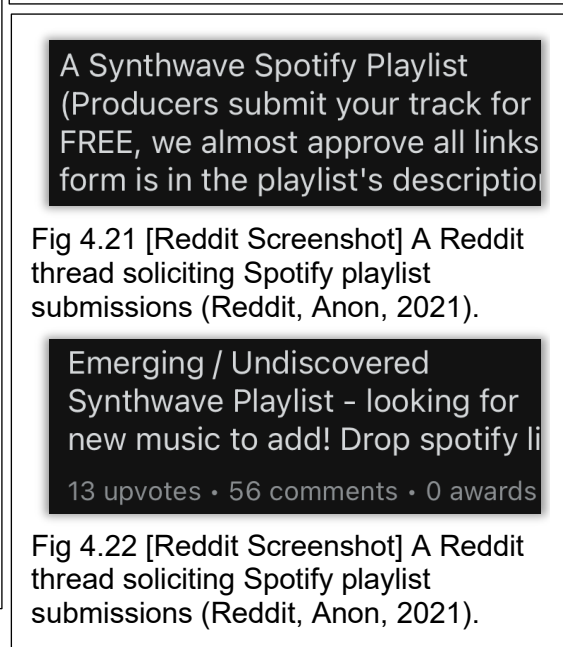 A Synthwave Spotify Playlist
(Producers submit your track for
FREE, we almost approve all links
form is in the playlist's
Fig 4.21 [Reddit Screenshot] A Reddit
thread soliciting Spotify playlist
submissions (Reddit, Anon, 2021).
Emerging / Undiscovered
Synthwave Playlist - looking for
new music to add! Drop spotify
13 upvotes • 56 comments • 0 awards
Fig 4.22 [Reddit Screenshot] A Reddit
thread soliciting Spotify playlist
submissions (Reddit, Anon, 2021).